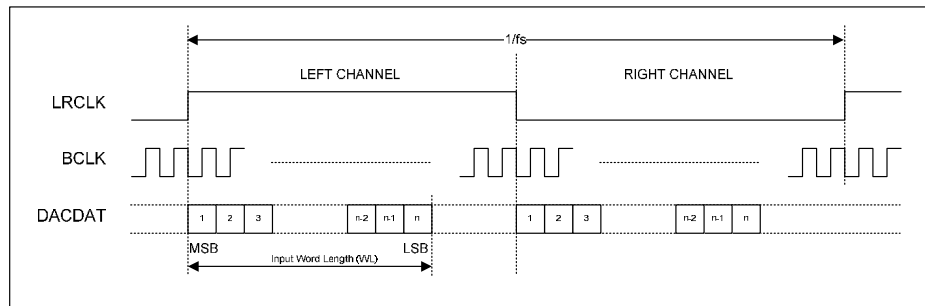 1/fs
LEFT CHANNEL RIGHT CHANNEL
LRCLK
BCLK
DACDAT 1 2 3 n-2 n-1 n 1 2 3 n-2 n-1 n
MSB LSB
Input Word Length (WL)